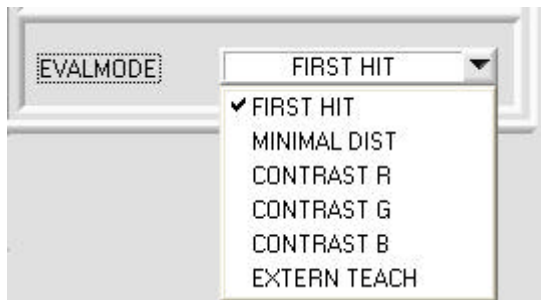 EVALMODE FIRST HIT
FIRST HIT
MINIMAL DIST
CONTRAST R
CONTRAST G
CONTRAST B
EXTERN TEACH